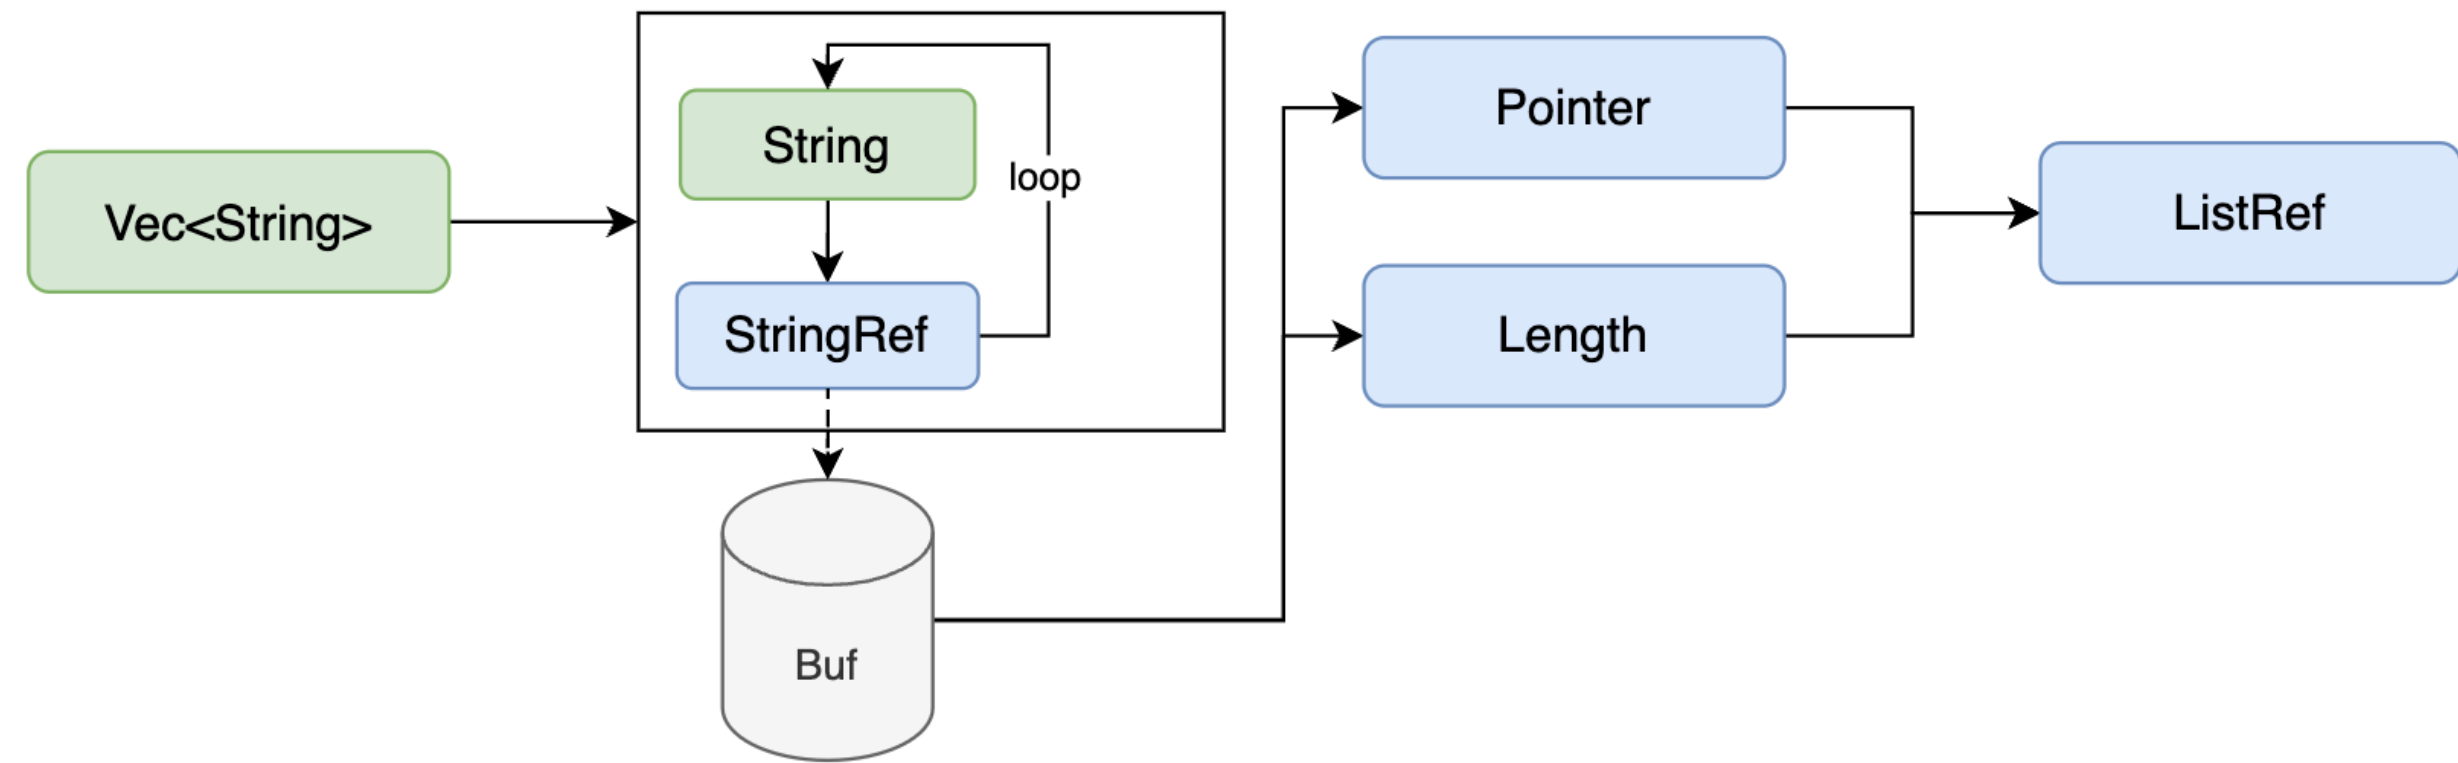 Vec<String>
String
loop
StringRef
Buf
Pointer
Length
ListRef